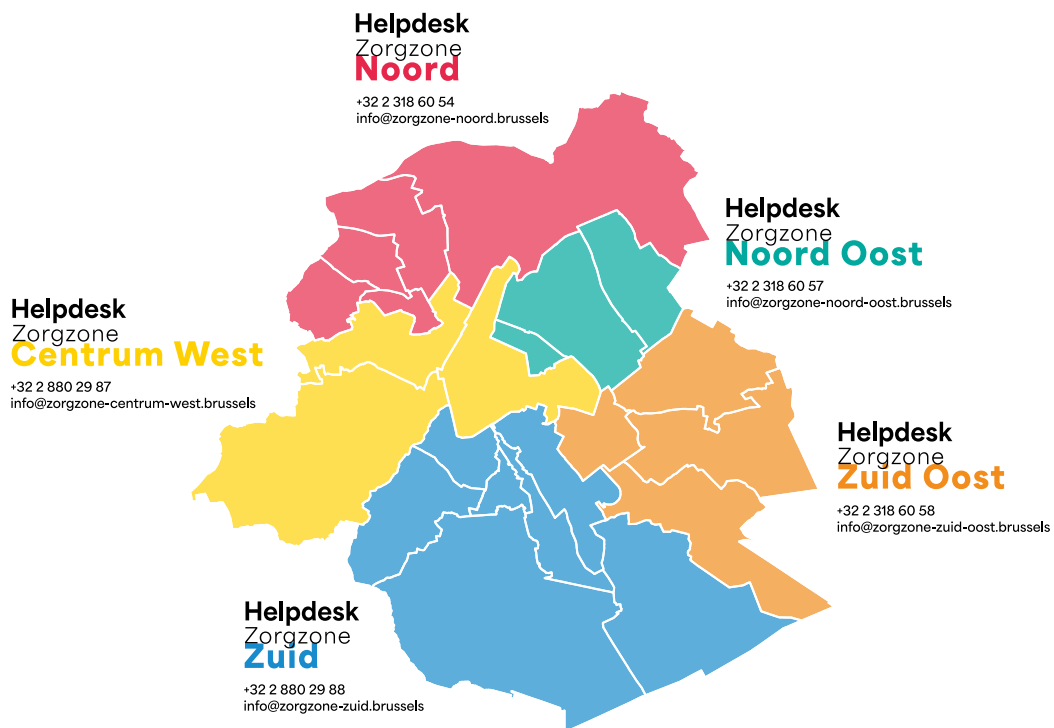 Helpdesk
Zorgzone
Noord
+32 2 318 60 54
info@zorgzone-noord.brussels
Helpdesk
Zorgzone
Noord Oost
+32 2 318 60 57
info@zorgzone-noord-oost.brussels
Helpdesk
Zorgzone
Centrum West
+32 2 880 29 87
info@zorgzone-centrum-west.brussels
Helpdesk
Zorgzone
Zuid Oost
+32 2 318 60 58
info@zorgzone-zuid-oost.brussels
Helpdesk
Zorgzone
Zuid
+32 2 880 29 88
info@zorgzone-zuid.brussels